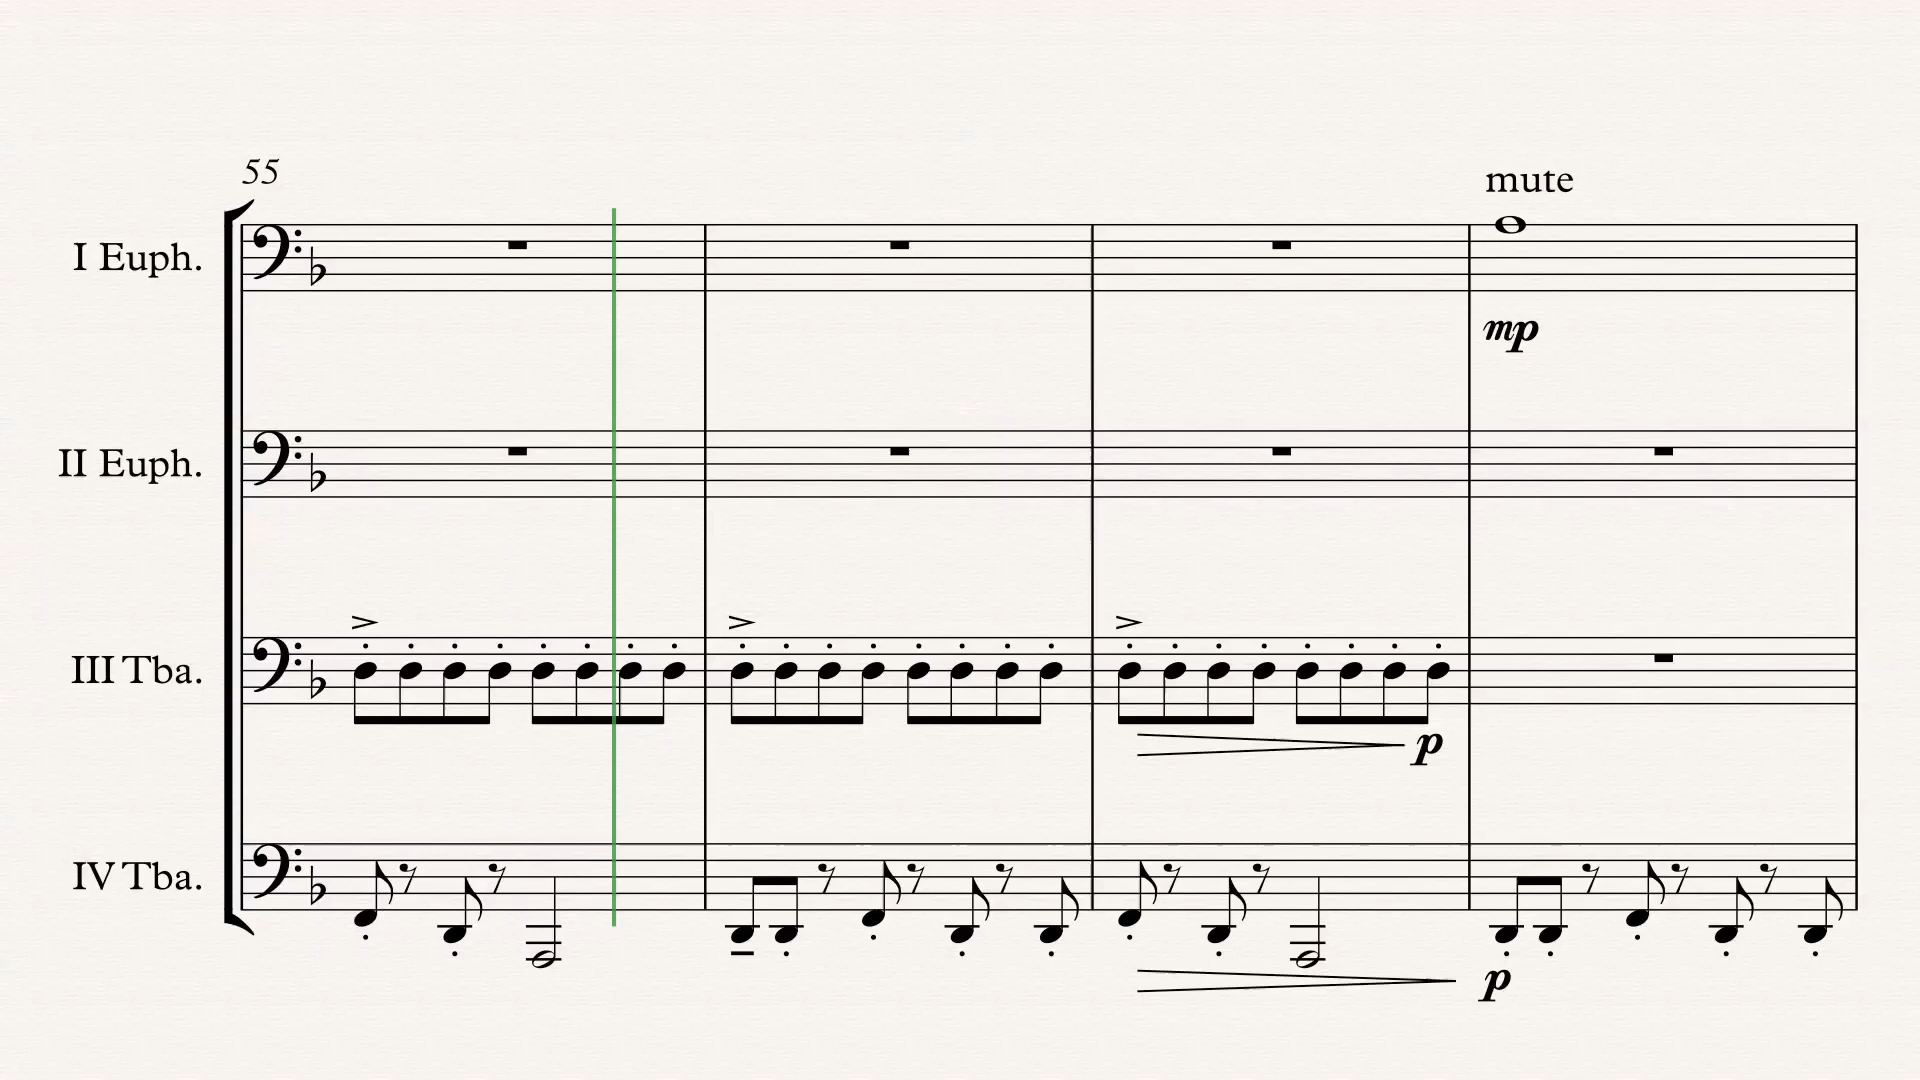 55
mute
I Euph.
mp
II Euph.
III Tba.
p
IV Tba.
p